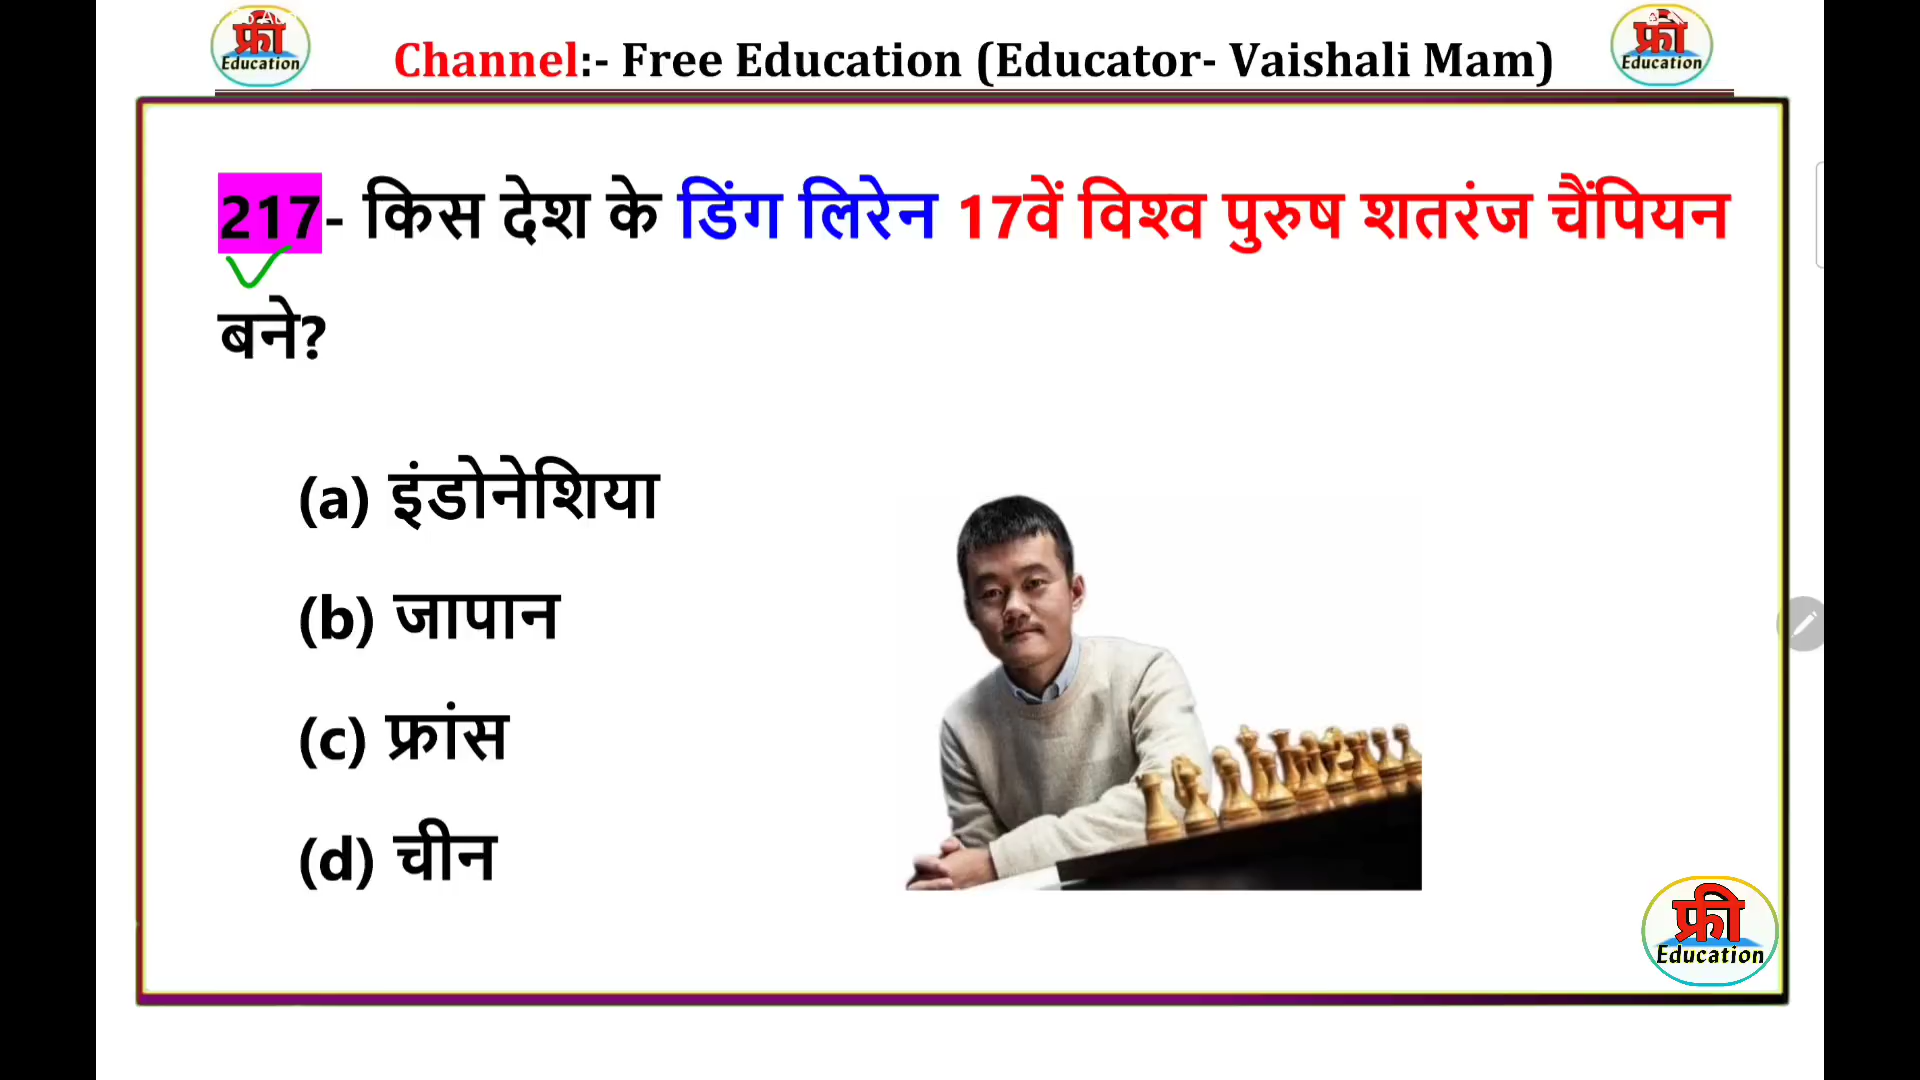 फ्री
Education
Channel:- Free Education (Educator- Vaishali Mam)
फ्री
Education
217- किस देश के डिंग लिरेन 17वें विश्व पुरुष शतरंज चैंपियन
बने?
(a) इंडोनेशिया
(b) जापान
(c) फ्रांस
(d) चीन
फ्री
Education